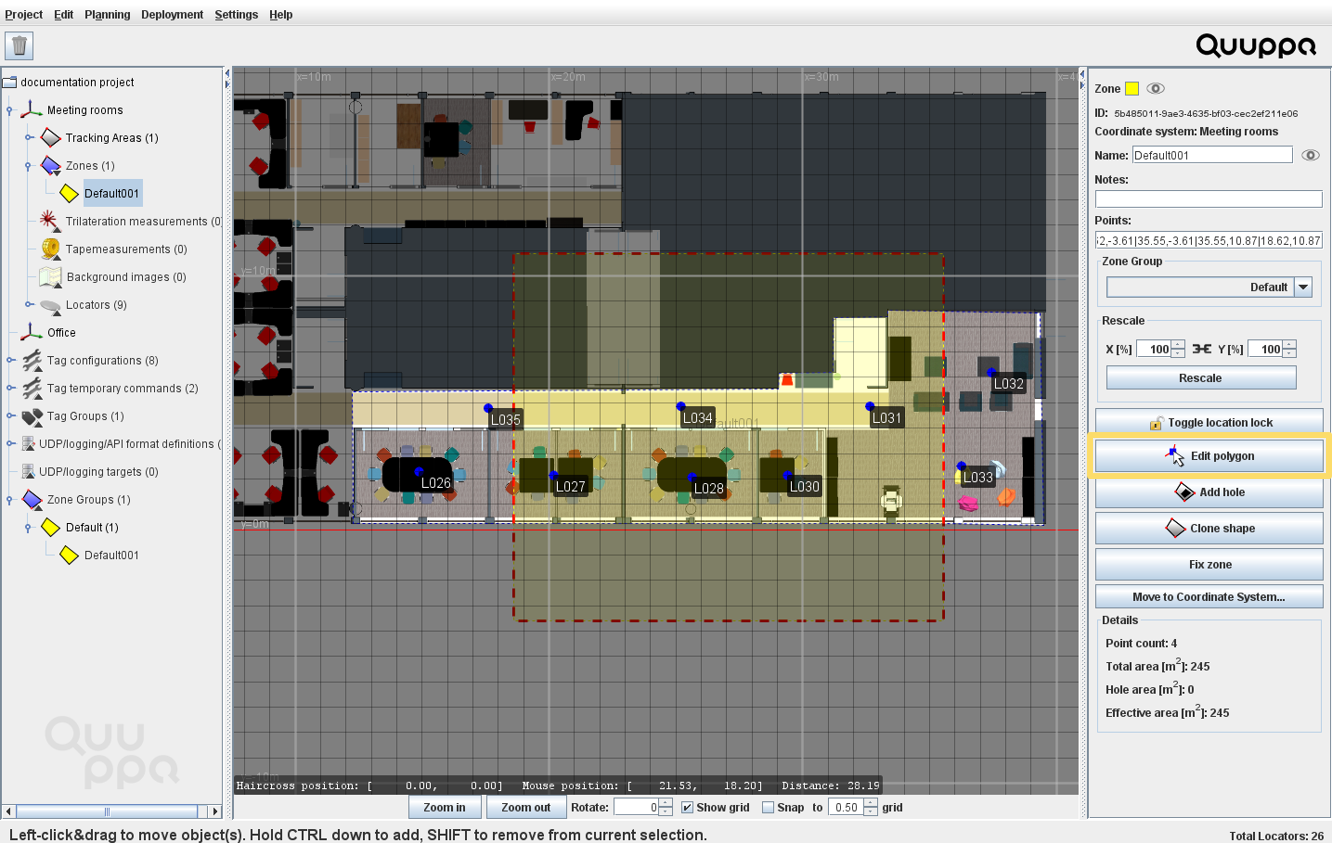 Project Edit Planning Deployment Settings Help
Quuppa
documentation project
Meeting rooms
Tracking Areas (1)
Zones (1)
Default001
Trilateration measurements (0
Tapemeasurements (0)
Background images (0)
Locators (9)
Office
Tag configurations (8)
Tag temporary commands (2)
Tag Groups (1)
UDP/logging/API format definitions (
UDP/logging targets (0)
Zone Groups (1)
Default (1)
Default001
Quuppa
x=10m x=20m x=30m
y=10m
y=0m
L032
L035 L034 L031
L026 L027 L028 L030 L033
Haircross position: [ 0.00, 0.00] Mouse position: [ 21.53, 18.20] Distance: 28.19
Zoom in Zoom out Rotate: 0 Show grid Snap to 0.50 grid
Zone
ID: 5b485011-9ae3-4635-bf03-cec2ef211e06
Coordinate system: Meeting rooms
Name: Default001
Notes:
Points:
2,-3.61|35.55,-3.61|35.55,10.87|18.62,10.87
Zone Group
Default
Rescale
X [%] 100 Y [%] 100
Rescale
Toggle location lock
Edit polygon
Add hole
Clone shape
Fix zone
Move to Coordinate System...
Details
Point count: 4
Total area [m²]: 245
Hole area [m²]: 0
Effective area [m²]: 245
Left-click&drag to move object(s). Hold CTRL down to add, SHIFT to remove from current selection.
Total Locators: 26